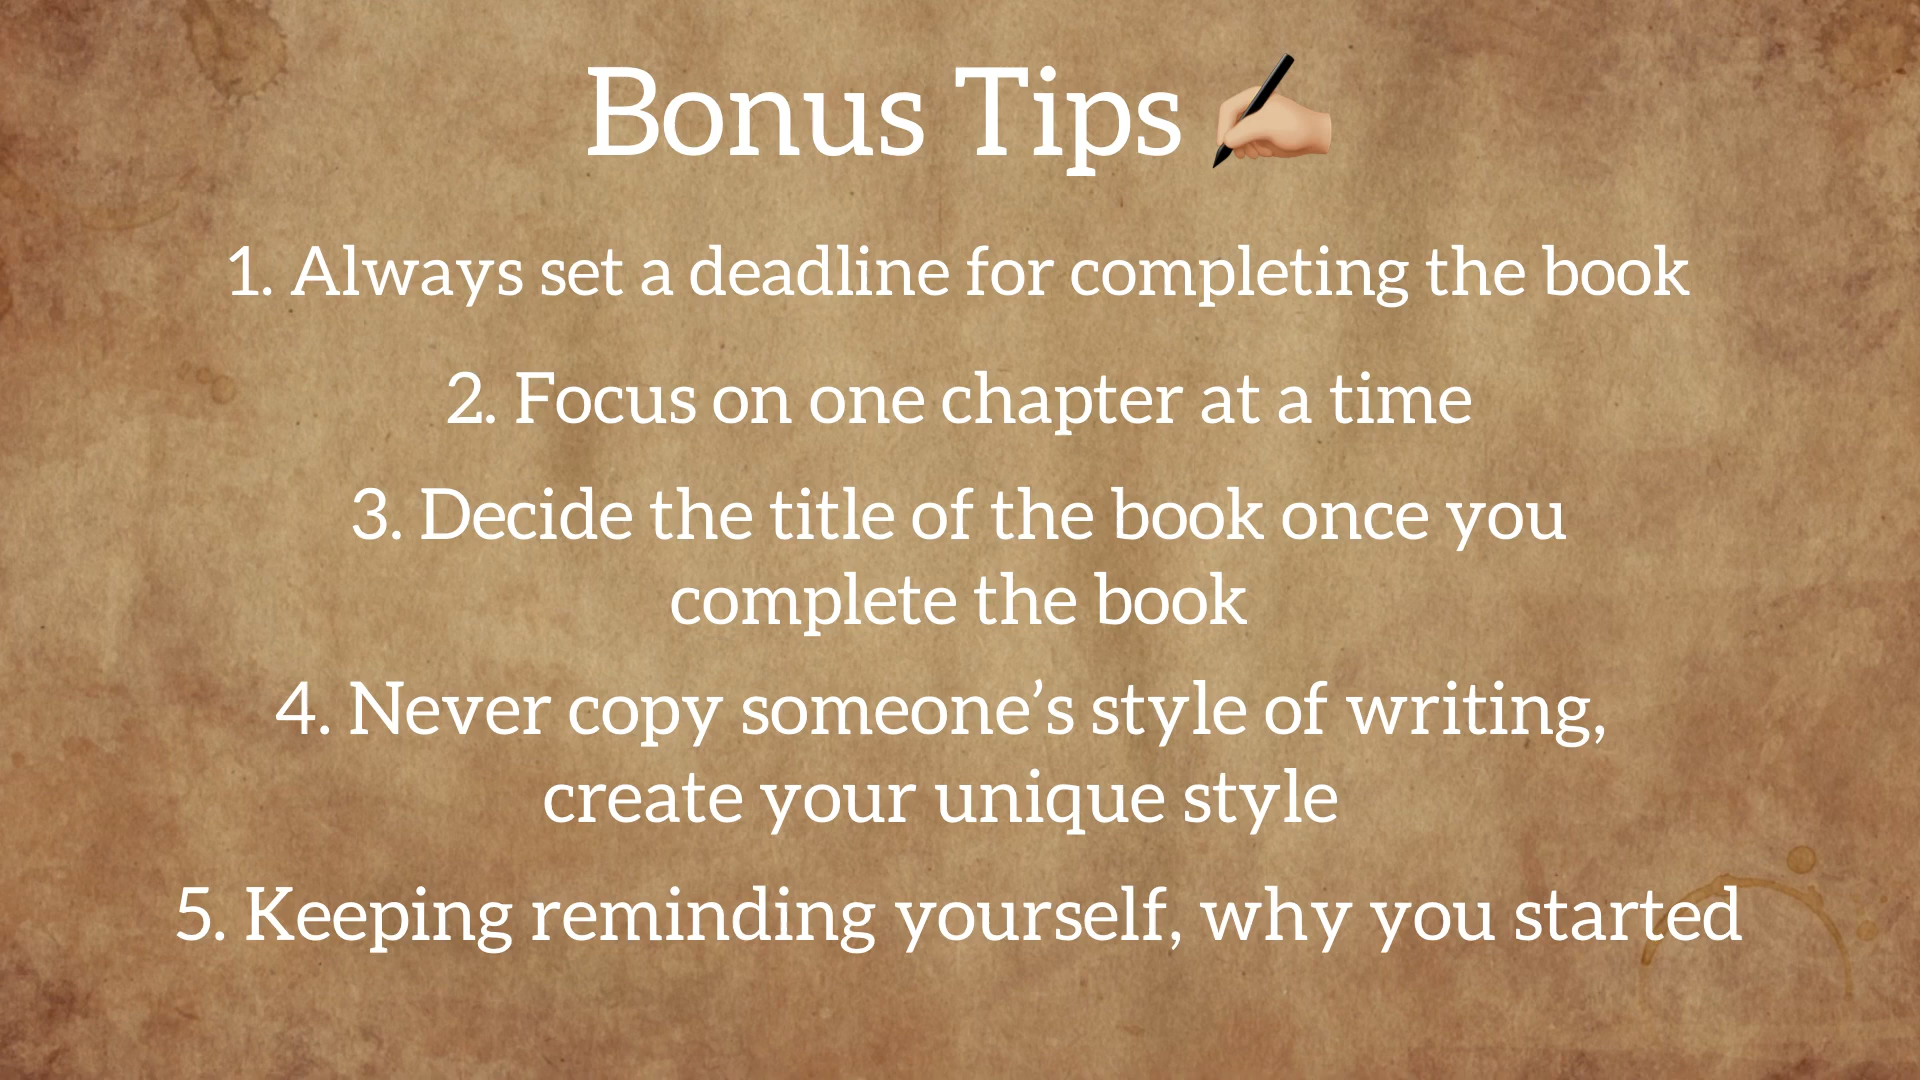 Bonus Tips ✍🏼
1. Always set a deadline for completing the book
2. Focus on one chapter at a time
3. Decide the title of the book once you
complete the book
4. Never copy someone’s style of writing,
create your unique style
5. Keeping reminding yourself, why you started